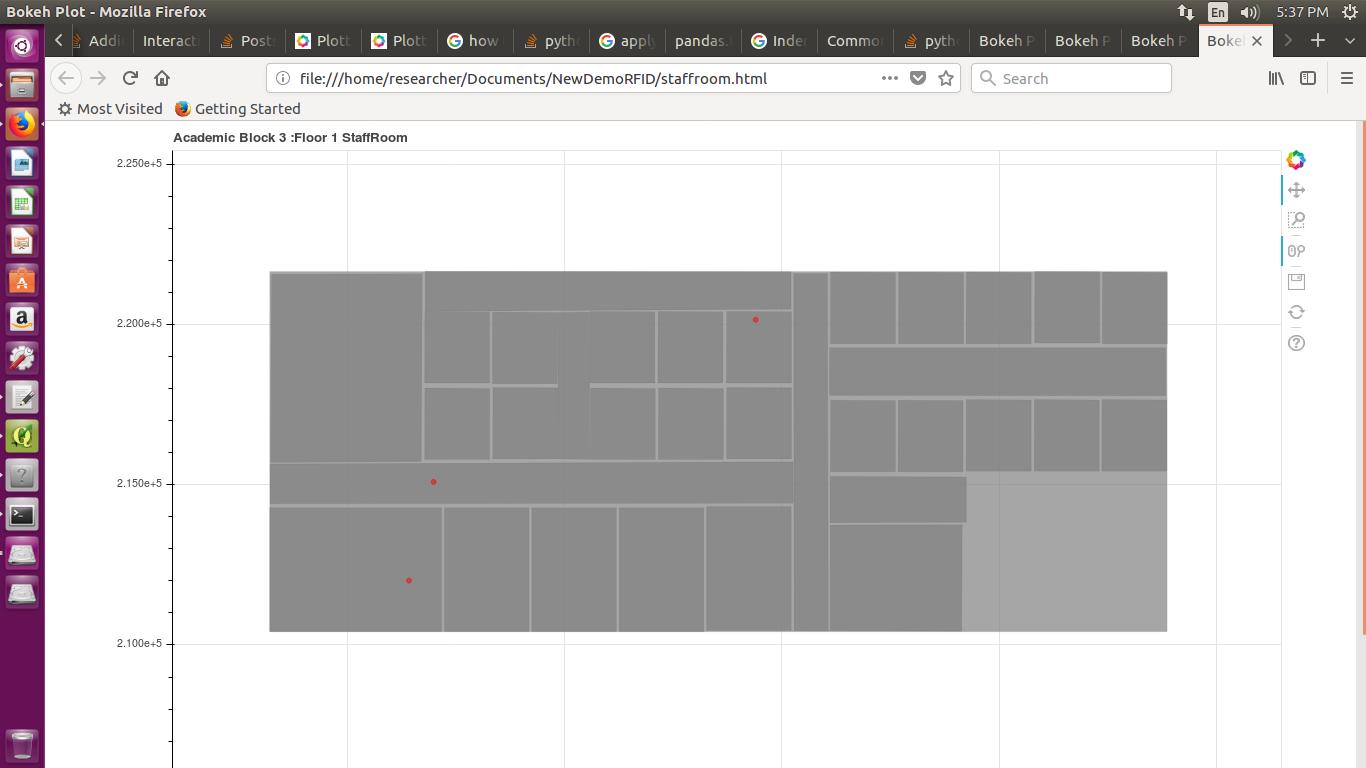 Bokeh Plot - Mozilla Firefox
En
5:37 PM
Addi
Interact
Post
Plott
Plott
how
pyth
apply
pandas.
Inde
Commo
pyth
Bokeh P
Bokeh P
Bokeh P
Boke
file:///home/researcher/Documents/NewDemoRFID/staffroom.html
Search
Most Visited
Getting Started
Academic Block 3 :Floor 1 StaffRoom
2.250e+5
2.200e+5
2.150e+5
2.100e+5